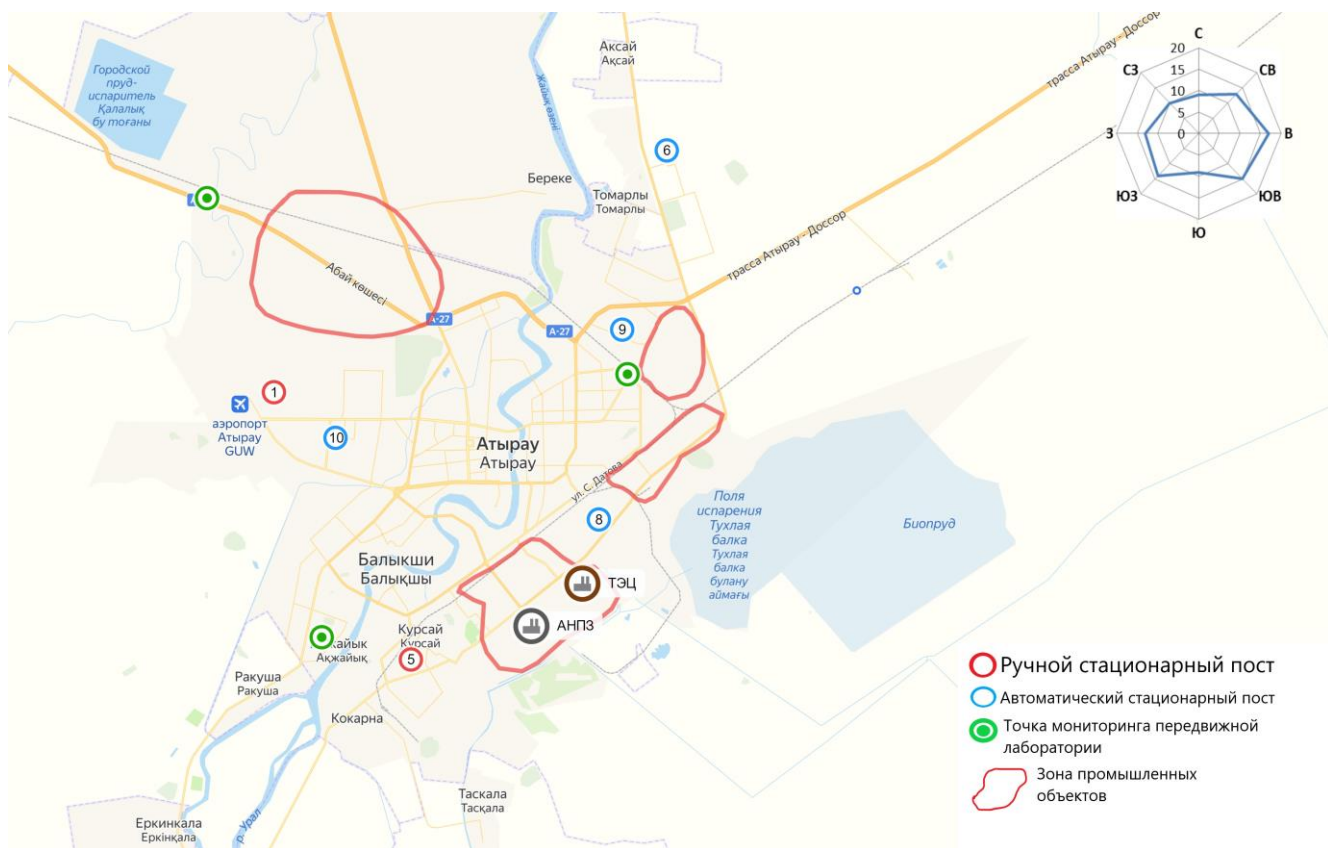 Аксай
Ақсай
Городской
пруд-
испаритель
Қалалық
бу тоғаны
Жайық өзені
трасса Атырау - Доссор
С
СВ
В
ЮВ
Ю
ЮЗ
З
СЗ
20
15
10
5
0
6
Береке
Томарлы
Томарлы
трасса Атырау - Доссор
Абай көшесі
А-27
А-27
9
1
аэропорт
Атырау
GUW
10
Атырау
Атырау
ул. С. Датова
8
Поля
испарения
Тухлая
балка
Тухлая
балка
булану
аймағы
Биопруд
Балыкши
Балықшы
ТЭЦ
АНПЗ
Курсай
Құрсай
5
Ақжайық
Ракуша
Ракуша
Кокарна
Таскала
Тасқала
Еркинкала
Еркінқала
р. Урал
Ручной стационарный пост
Автоматический стационарный пост
Точка мониторинга передвижной
лаборатории
Зона промышленных
объектов